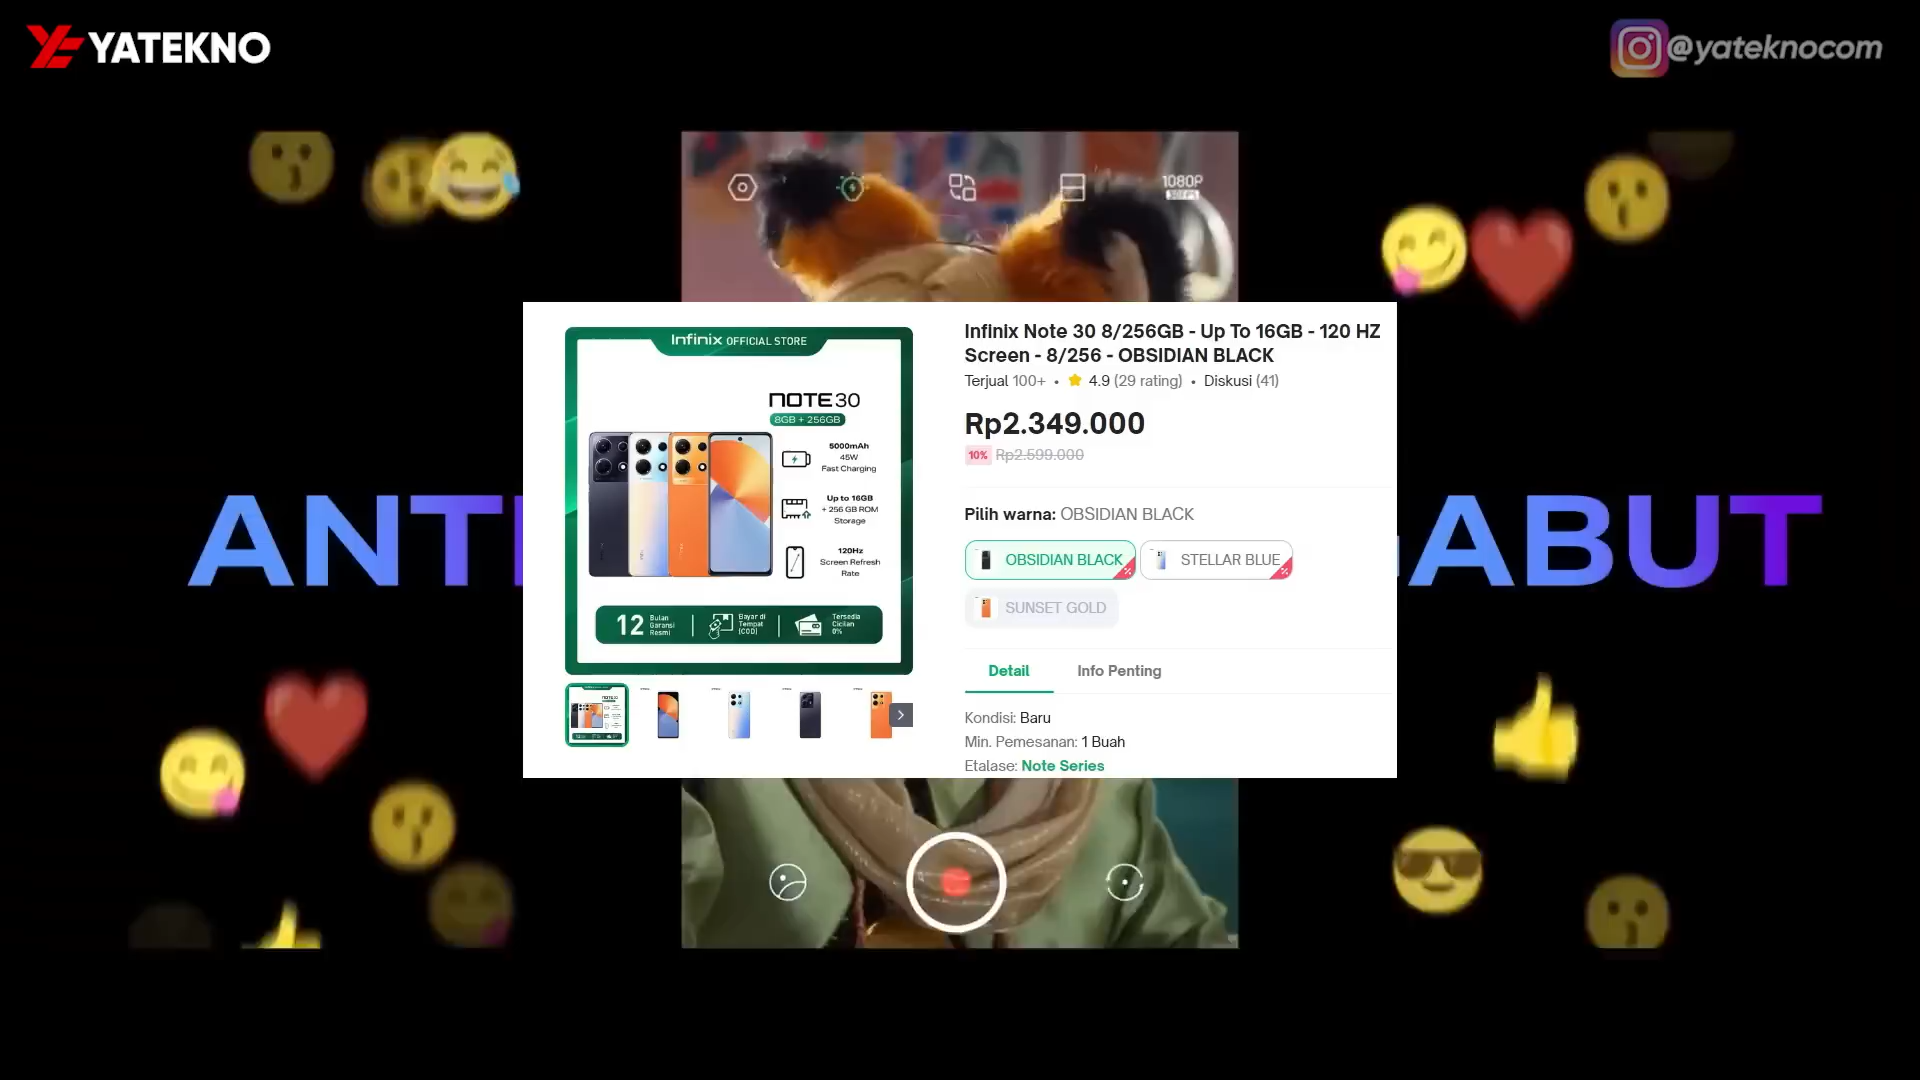 YATEKNO
@yateknocom
1080P
30FPS
ANTI
ABUT
Infinix OFFICIAL STORE
NOTE 30
8GB + 256GB
5000mAh
45W
Fast Charging
Up to 16GB
+ 256 GB ROM
Storage
120Hz
Screen Refresh
Rate
12 Bulan
Garansi
Resmi
Bayar di
Tempat
(COD)
Tersedia
Cicilan
0%
Infinix Note 30 8/256GB - Up To 16GB - 120 HZ
Screen - 8/256 - OBSIDIAN BLACK
Terjual 100+ • 4.9 (29 rating) • Diskusi (41)
Rp2.349.000
10% Rp2.599.000
Pilih warna: OBSIDIAN BLACK
OBSIDIAN BLACK
STELLAR BLUE
SUNSET GOLD
Detail
Info Penting
Kondisi: Baru
Min. Pemesanan: 1 Buah
Etalase: Note Series